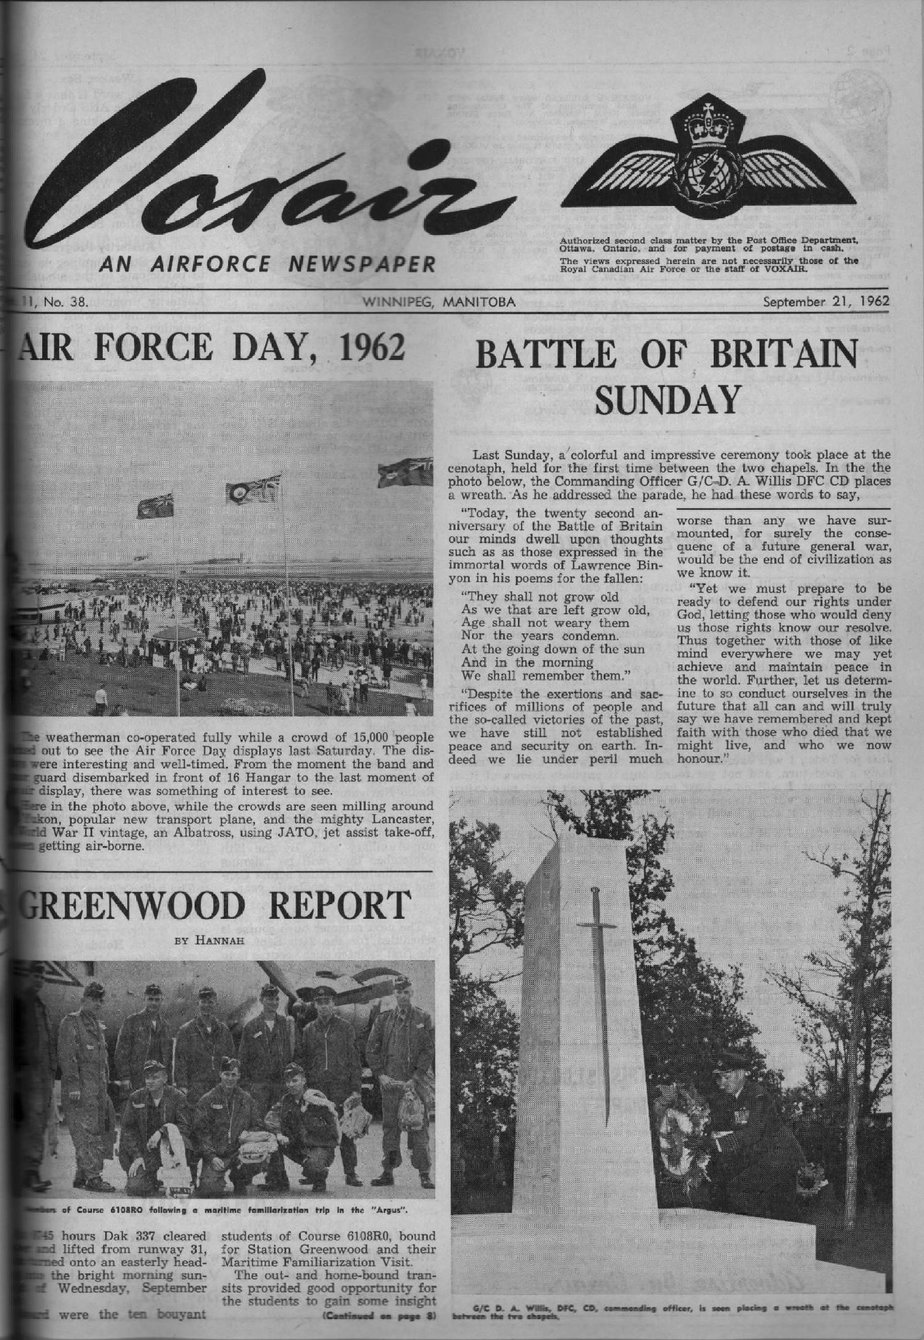 Voxair
AN AIRFORCE NEWSPAPER
Authorized second class matter by the Post Office Department,
Ottawa, Ontario, and for payment of postage in cash.
The views expressed herein are not necessarily those of the
Royal Canadian Air Force or the staff of VOXAIR.
11, No. 38.
WINNIPEG, MANITOBA
September 21, 1962
AIR FORCE DAY, 1962
The weatherman co-operated fully while a crowd of 15,000 people
out to see the Air Force Day displays last Saturday. The dis-
were interesting and well-timed. From the moment the band and
guard disembarked in front of 16 Hangar to the last moment of
air display, there was something of interest to see.
Here in the photo above, while the crowds are seen milling around
Yukon, popular new transport plane, and the mighty Lancaster,
World War II vintage, an Albatross, using JATO, jet assist take-off,
getting air-borne.
GREENWOOD REPORT
BY HANNAH
Members of Course 6108RO following a maritime familiarization trip in the "Argus".
hours Dak 337 cleared
and lifted from runway 31,
turned onto an easterly head-
the bright morning sun-
of Wednesday, September
were the ten bouyant
students of Course 6108R0, bound
for Station Greenwood and their
Maritime Familiarization Visit.
The out- and home-bound tran-
sits provided good opportunity for
the students to gain some insight
(Continued on page 8)
BATTLE OF BRITAIN
SUNDAY
Last Sunday, a colorful and impressive ceremony took place at the
cenotaph, held for the first time between the two chapels. In the the
photo below, the Commanding Officer G/C D. A. Willis DFC CD places
a wreath. As he addressed the parade, he had these words to say,
"Today, the twenty second an-
niversary of the Battle of Britain
our minds dwell upon thoughts
such as as those expressed in the
immortal words of Lawrence Bin-
yon in his poems for the fallen:
"They shall not grow old
As we that are left grow old,
Age shall not weary them
Nor the years condemn.
At the going down of the sun
And in the morning
We shall remember them."
"Despite the exertions and sac-
rifices of millions of people and
the so-called victories of the past,
we have still not established
peace and security on earth. In-
deed we lie under peril much
worse than any we have sur-
mounted, for surely the conse-
quenc of a future general war,
would be the end of civilization as
we know it.
"Yet we must prepare to be
ready to defend our rights under
God, letting those who would deny
us those rights know our resolve.
Thus together with those of like
mind everywhere we may yet
achieve and maintain peace in
the world. Further, let us determ-
ine to so conduct ourselves in the
future that all can and will truly
say we have remembered and kept
faith with those who died that we
might live, and who we now
honour."
G/C D. A. Willis, DFC, CD, commanding officer, is seen placing a wreath at the cenotaph
between the two chapels.